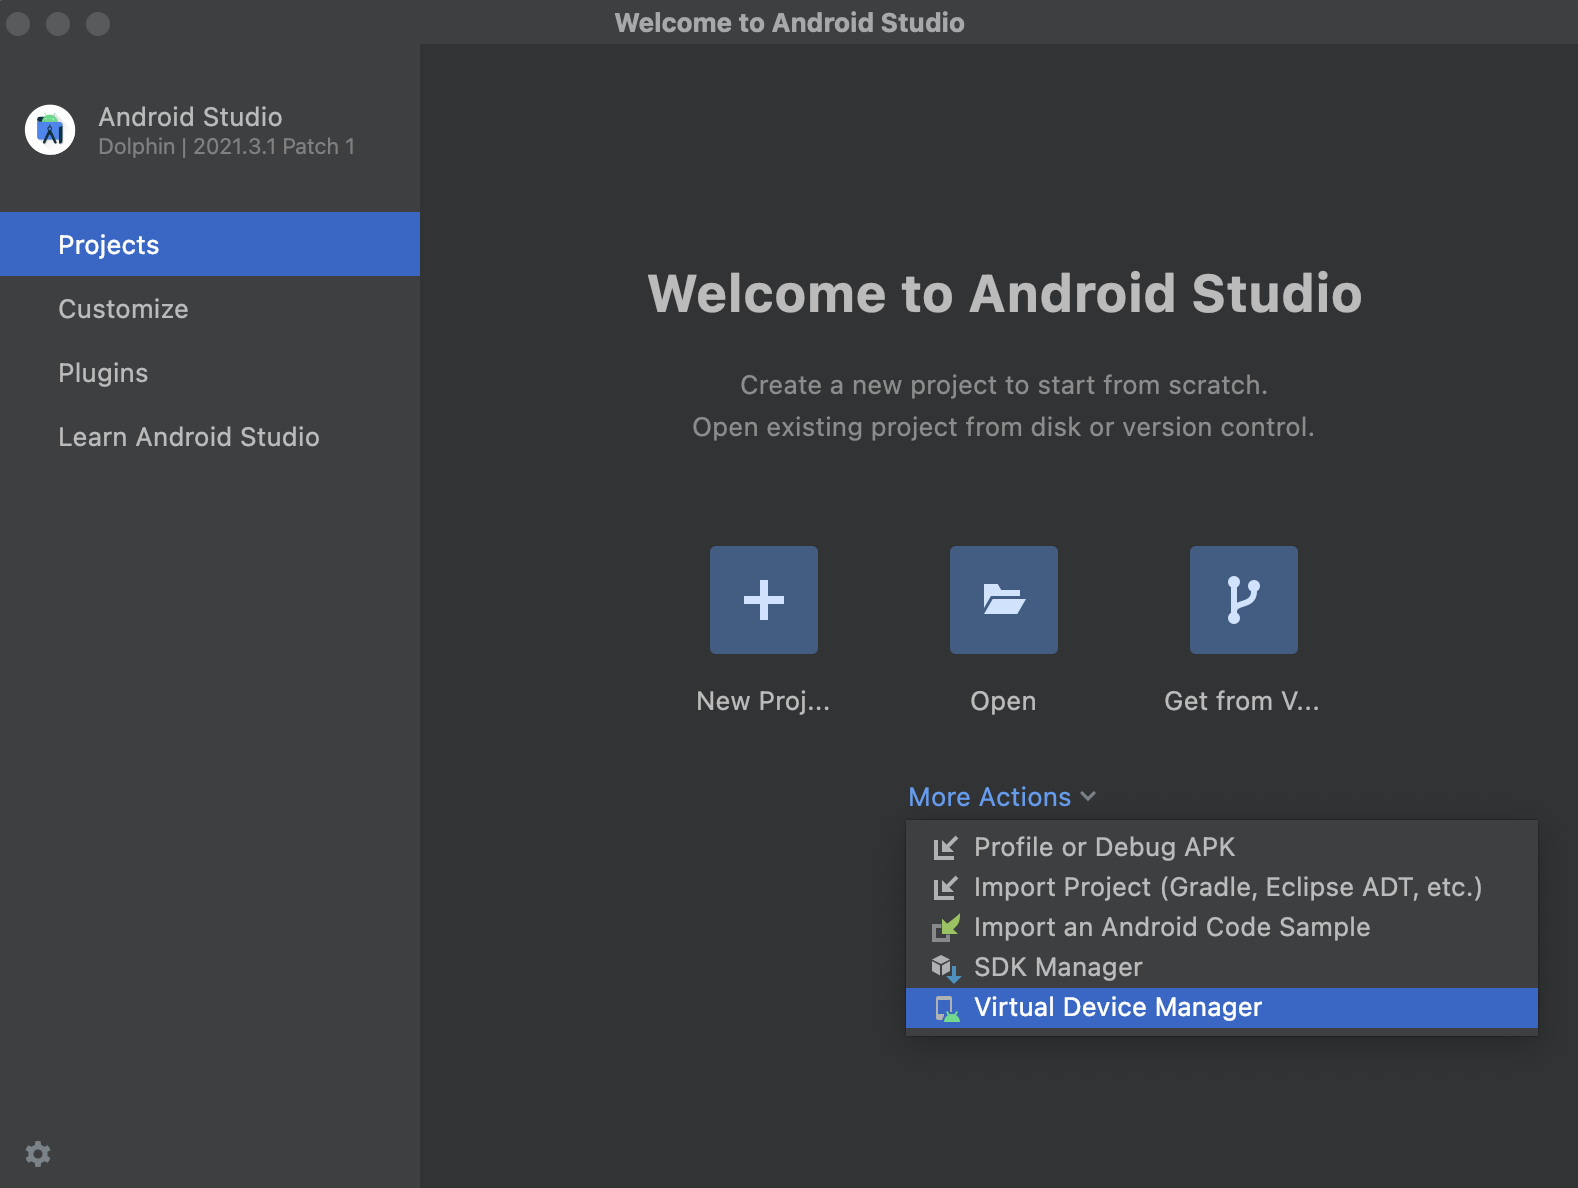 Welcome to Android Studio
Android Studio
Dolphin | 2021.3.1 Patch 1
Projects
Customize
Plugins
Learn Android Studio
Welcome to Android Studio
Create a new project to start from scratch.
Open existing project from disk or version control.
New Proj...
Open
Get from V...
More Actions
Profile or Debug APK
Import Project (Gradle, Eclipse ADT, etc.)
Import an Android Code Sample
SDK Manager
Virtual Device Manager